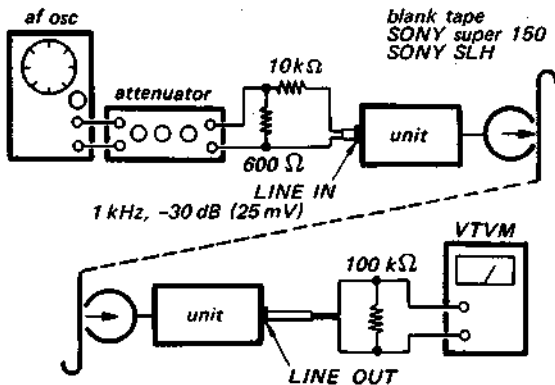 af osc
blank tape
SONY super 150
SONY SLH
attenuator
10kΩ
unit
600 Ω
LINE IN
1 kHz, -30 dB (25 mV)
VTVM
100 kΩ
unit
LINE OUT